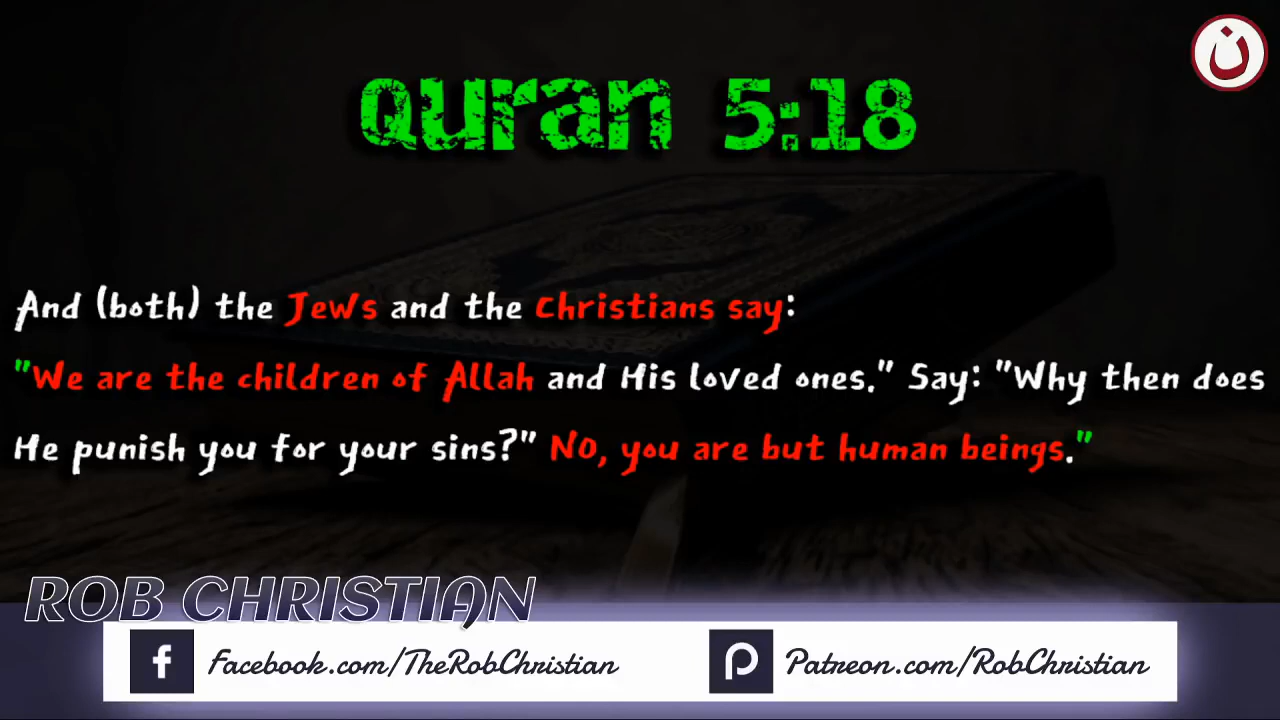 ن
Quran 5:18
And (both) the Jews and the Christians say:
"We are the children of Allah and His loved ones." Say: "Why then does
He punish you for your sins?" No, you are but human beings."
ROB CHRISTIAN
Facebook.com/TheRobChristian
Patreon.com/RobChristian